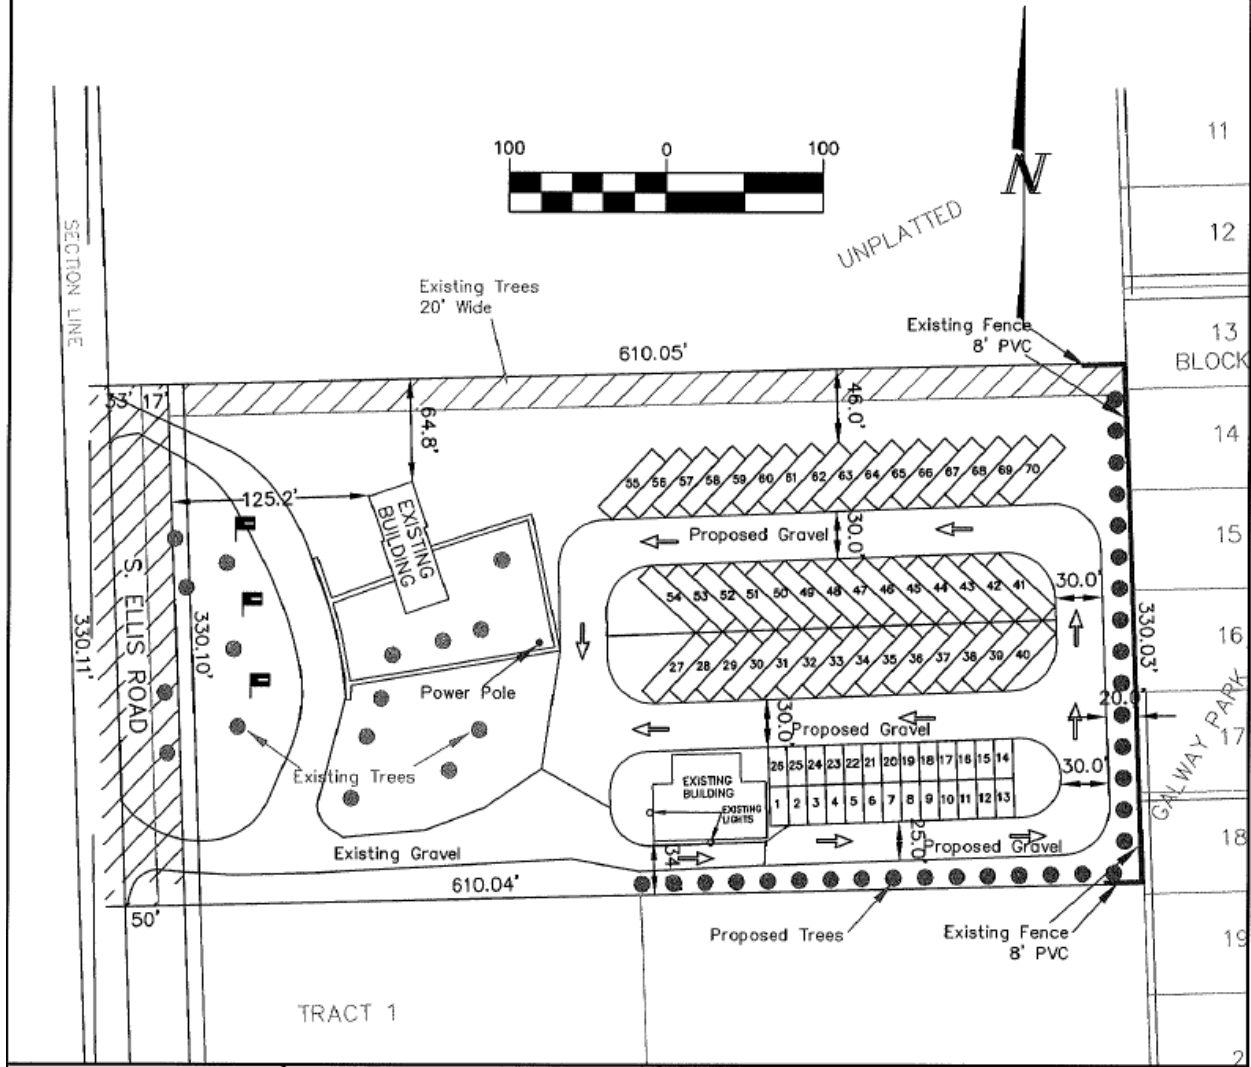 100 0 100
N
11
12
13
BLOCK
14
15
16
17
18
19
2
SECTION LINE
UNPLATTED
Existing Trees
20' Wide
610.05'
Existing Fence
8' PVC
33' 17'
64.8'
46.0'
125.2'
EXISTING
BUILDING
55 56 57 58 59 60 61 62 63 64 65 66 67 68 69 70
Proposed Gravel
30.0'
54 53 52 51 50 49 48 47 46 45 44 43 42 41
30.0'
27 28 29 30 31 32 33 34 35 36 37 38 39 40
S. ELLIS ROAD
330.11'
330.10'
330.03'
Power Pole
20.0'
GALWAY PARK
30.0'
Proposed Gravel
Existing Trees
EXISTING
BUILDING
26 25 24 23 22 21 20 19 18 17 16 15 14
30.0'
EXISTING
LIGHTS
1 2 3 4 5 6 7 8 9 10 11 12 13
Existing Gravel
34'
25.0'
Proposed Gravel
610.04'
50'
Proposed Trees
Existing Fence
8' PVC
TRACT 1